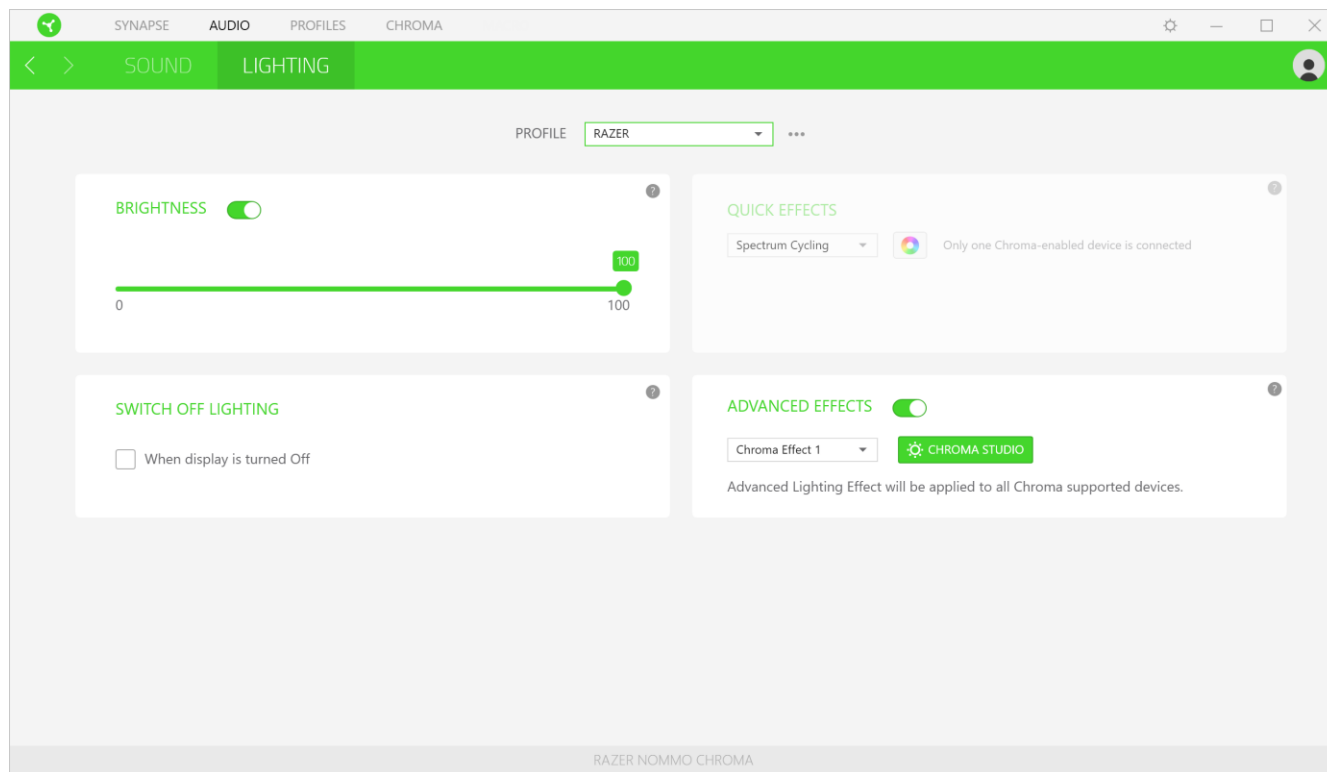 SYNAPSE AUDIO PROFILES CHROMA
SOUND LIGHTING
PROFILE RAZER
BRIGHTNESS
100
0 100
QUICK EFFECTS
Spectrum Cycling Only one Chroma-enabled device is connected
SWITCH OFF LIGHTING
When display is turned Off
ADVANCED EFFECTS
Chroma Effect 1 CHROMA STUDIO
Advanced Lighting Effect will be applied to all Chroma supported devices.
RAZER NOMMO CHROMA